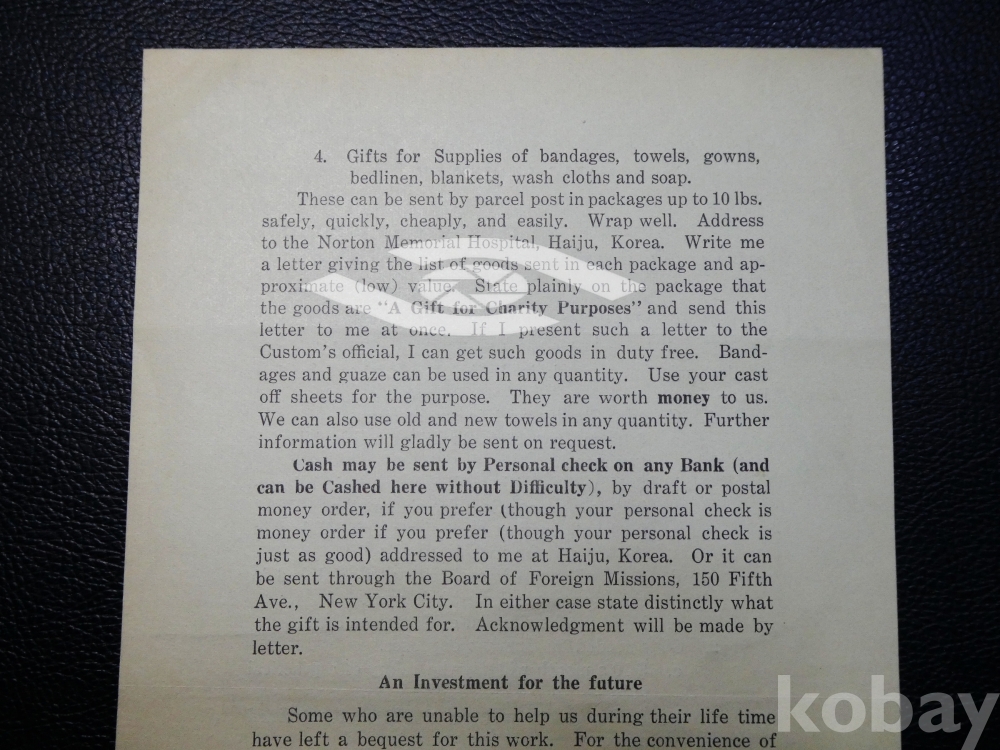 4. Gifts for Supplies of bandages, towels, gowns,
bedlinen, blankets, wash cloths and soap.
These can be sent by parcel post in packages up to 10 lbs.
safely, quickly, cheaply, and easily. Wrap well. Address
to the Norton Memorial Hospital, Haiju, Korea. Write me
a letter giving the list of goods sent in each package and ap-
proximate (low) value. State plainly on the package that
the goods are "A Gift for Charity Purposes" and send this
letter to me at once. If I present such a letter to the
Custom's official, I can get such goods in duty free. Band-
ages and guaze can be used in any quantity. Use your cast
off sheets for the purpose. They are worth money to us.
We can also use old and new towels in any quantity. Further
information will gladly be sent on request.
Cash may be sent by Personal check on any Bank (and
can be Cashed here without Difficulty), by draft or postal
money order, if you prefer (though your personal check is
money order if you prefer (though your personal check is
just as good) addressed to me at Haiju, Korea. Or it can
be sent through the Board of Foreign Missions, 150 Fifth
Ave., New York City. In either case state distinctly what
the gift is intended for. Acknowledgment will be made by
letter.
An Investment for the future
Some who are unable to help us during their life time
have left a bequest for this work. For the convenience of
kobay